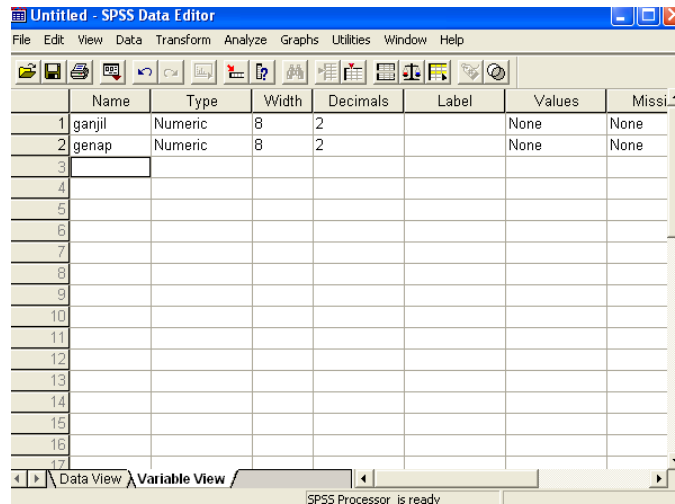 Untitled - SPSS Data Editor
File Edit View Data Transform Analyze Graphs Utilities Window Help
Name Type Width Decimals Label Values Missi
1 ganjil Numeric 8 2 None None
2 genap Numeric 8 2 None None
3
4
5
6
7
8
9
10
11
12
13
14
15
16
17
Data View Variable View
SPSS Processor is ready